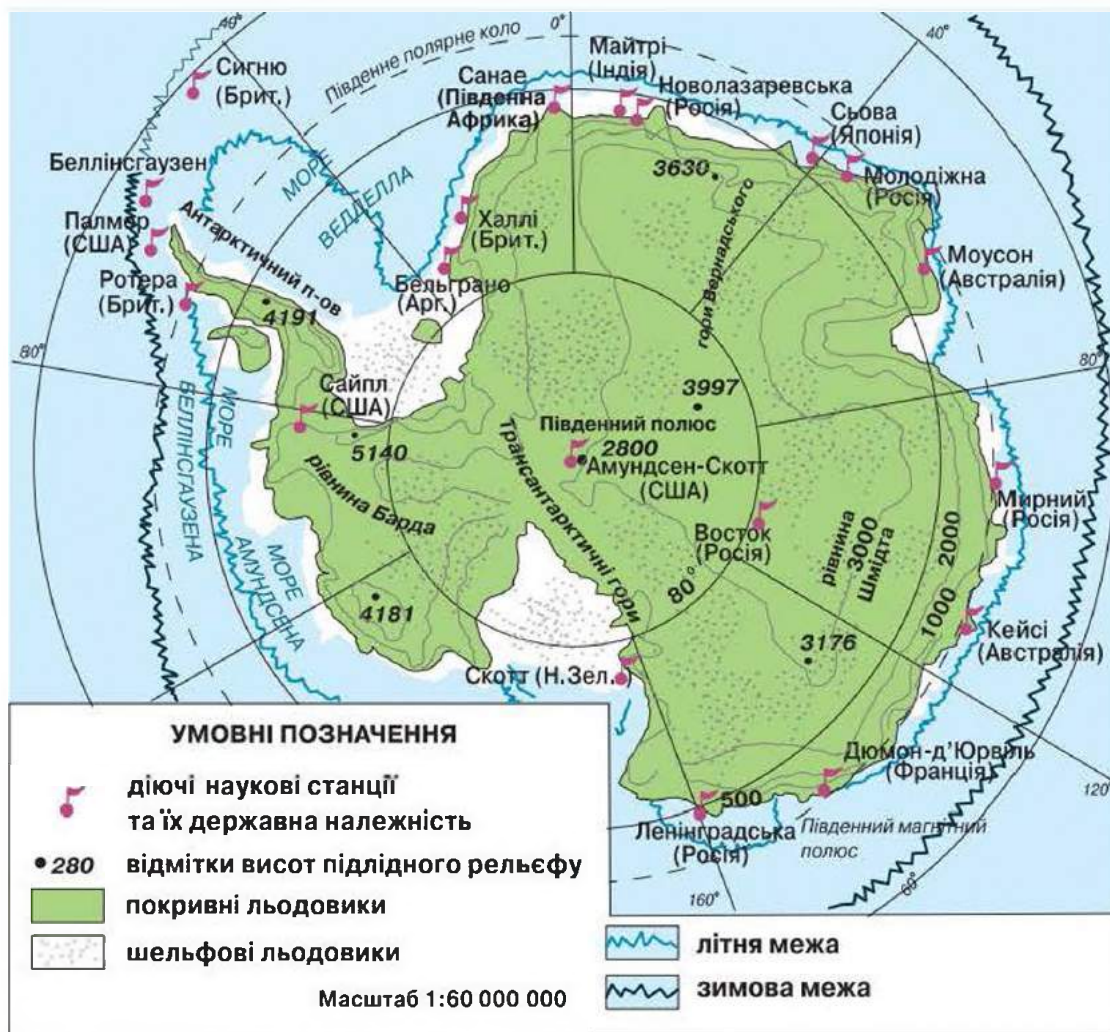 40°
0°
40°
Майтрі
(Індія)
Сигню
(Брит.)
Південне полярне коло
Санае
(Південна
Африка)
Новолазаревська
(Росія)
Сьова
(Японія)
Беллінсгаузен
МОРЕ
ВЕДДЕЛЛА
3630
Молодіжна
(Росія)
Палмер
(США)
Антарктичний п-ов
Халлі
(Брит.)
гори Вернадського
Моусон
(Австралія)
Ротера
(Брит.)
Бельграно
(Арг.)
4191
80°
80°
МОРЕ
БЕЛЛІНСГАУЗЕНА
Сайпл
(США)
3997
Південний полюс
5140
2800
Амундсен-Скотт
(США)
Трансантарктичні гори
рівнина Барда
Мирний
(Росія)
Восток
(Росія)
рівнина
3000
Шмідта
2000
1000
МОРЕ
АМУНДСЕНА
80°
4181
3176
Кейсі
(Австралія)
Скотт (Н.Зел.)
УМОВНІ ПОЗНАЧЕННЯ
діючі наукові станції
та їх державна належність
280
відмітки висот підлідного рельєфу
покривні льодовики
шельфові льодовики
Масштаб 1:60 000 000
Дюмон-д'Юрвіль
(Франція)
120°
500
Ленінградська
(Росія)
Південний магнітний
полюс
160°
60°
літня межа
зимова межа